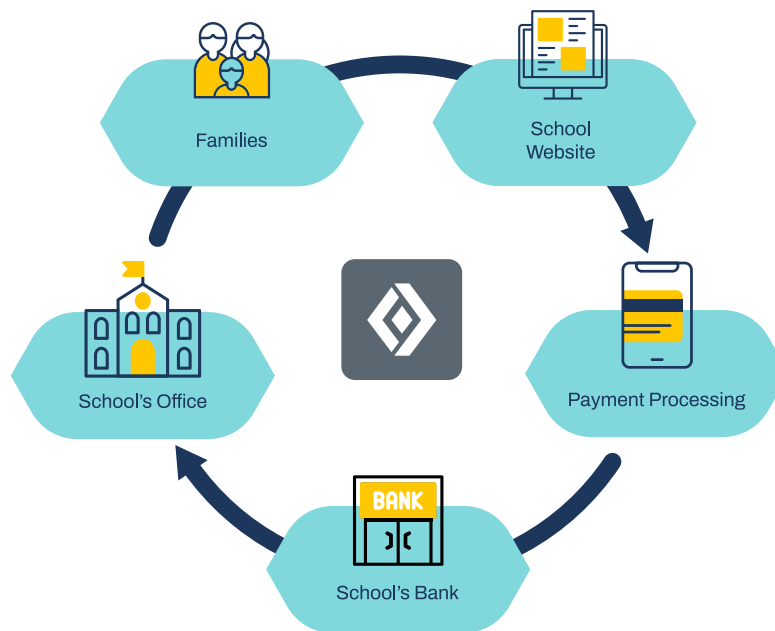 Families
School
Website
School's Office
Payment Processing
BANK
School's Bank